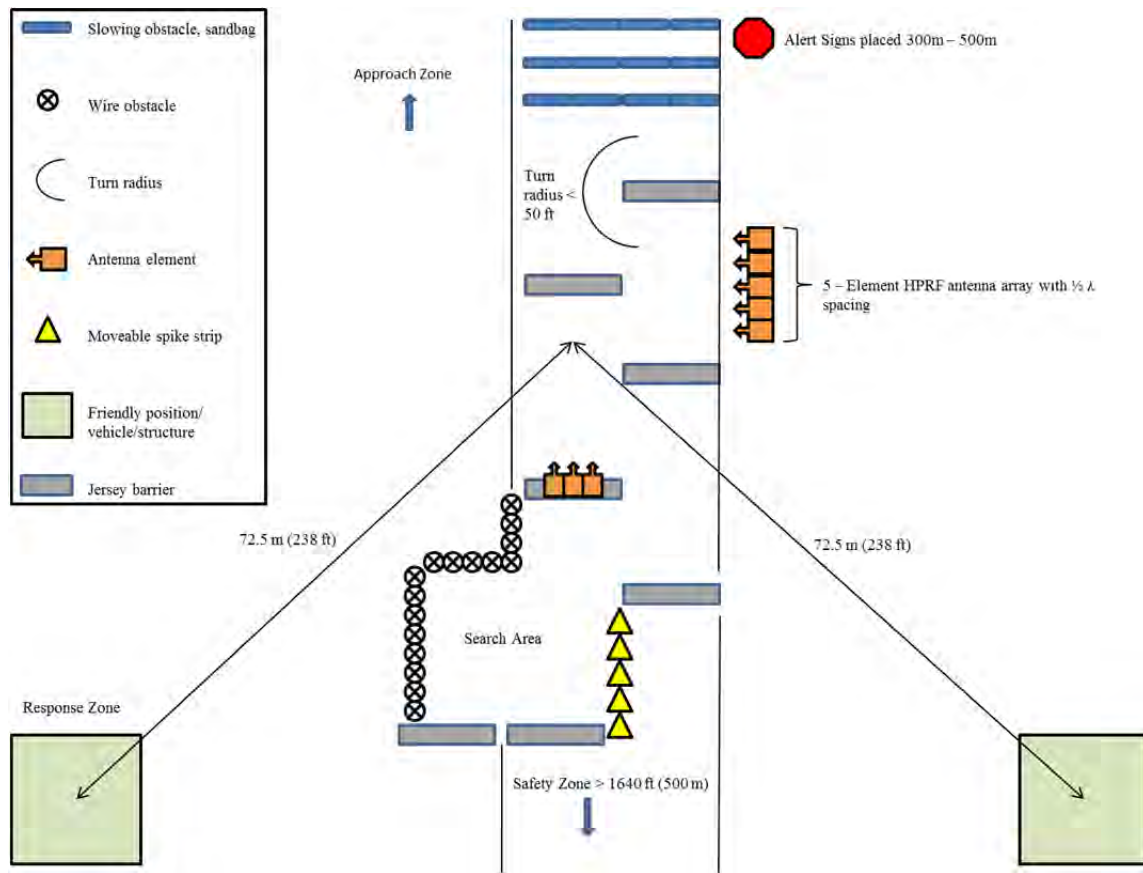 Slowing obstacle, sandbag
Wire obstacle
Turn radius
Antenna element
Moveable spike strip
Friendly position/
vehicle/structure
Jersey barrier
Alert Signs placed 300m – 500m
Approach Zone
Turn
radius <
50 ft
5 – Element HPRF antenna array with ½ λ
spacing
72.5 m (238 ft)
72.5 m (238 ft)
Search Area
Response Zone
Safety Zone > 1640 ft (500 m)